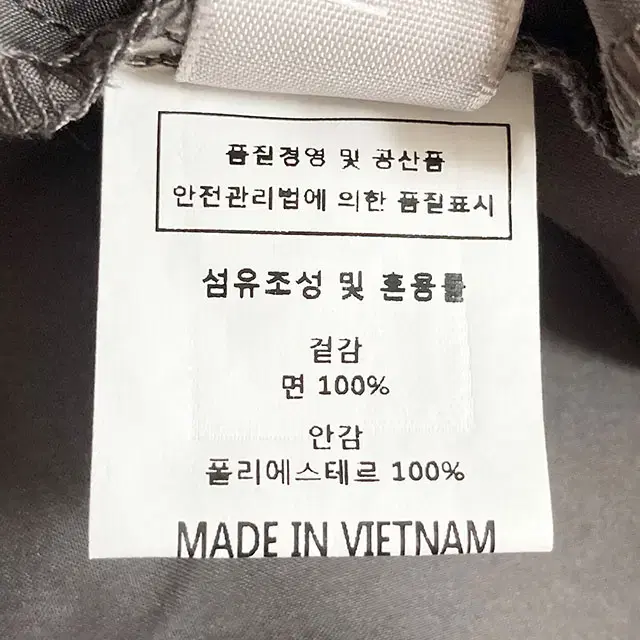 품질경영 및 공산품
안전관리법에 의한 품질표시
섬유조성 및 혼용률
겉감
면 100%
안감
폴리에스테르 100%
MADE IN VIETNAM